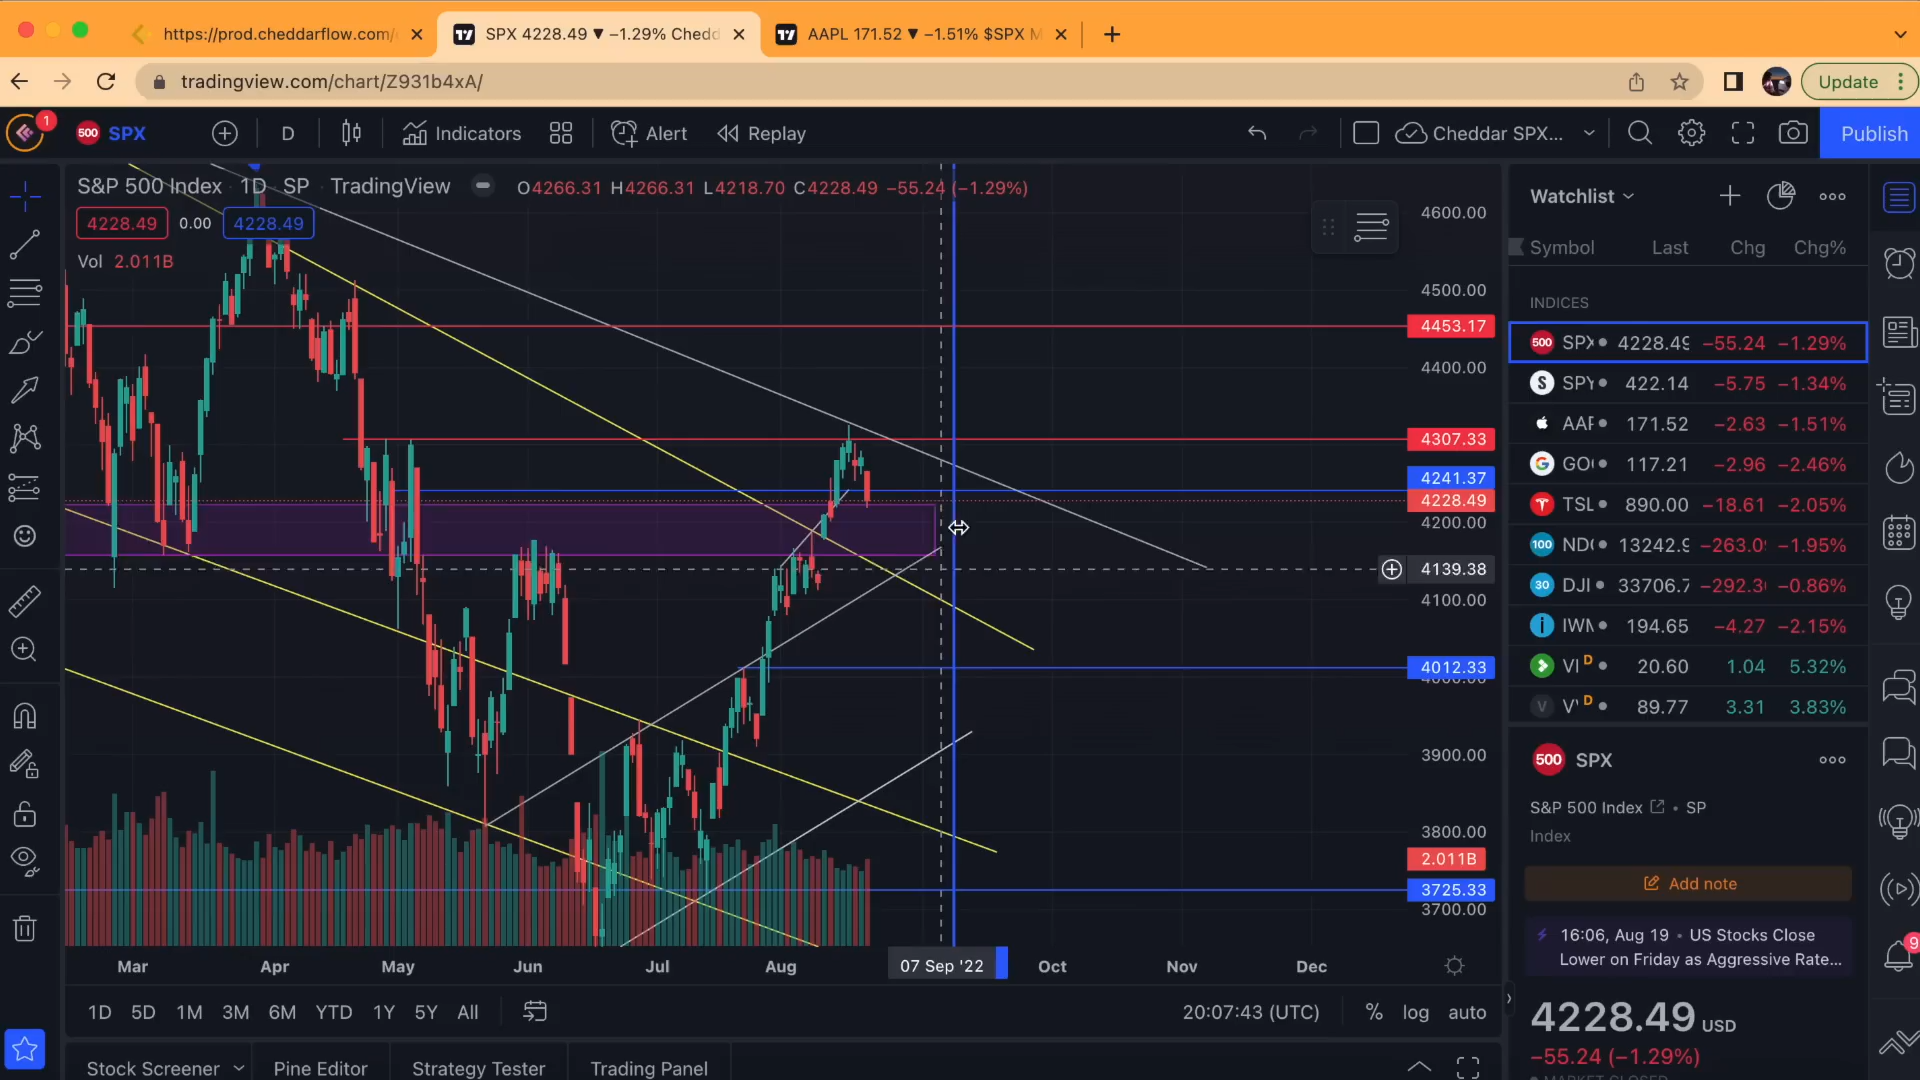 https://prod.cheddarflow.com/
SPX 4228.49 ▼ −1.29% Chedd
AAPL 171.52 ▼ −1.51% $SPX M
tradingview.com/chart/Z931b4xA/
Update
1
500 SPX
D
Indicators
Alert
Replay
Cheddar SPX...
Publish
S&P 500 Index · 1D · SP · TradingView
O4266.31 H4266.31 L4218.70 C4228.49 −55.24 (−1.29%)
4228.49 0.00 4228.49
Vol 2.011B
4600.00
4500.00
4453.17
4400.00
4307.33
4241.37
4228.49
4200.00
4139.38
4100.00
4012.33
3900.00
3800.00
2.011B
3725.33
3700.00
Mar Apr May Jun Jul Aug 07 Sep '22 Oct Nov Dec
1D 5D 1M 3M 6M YTD 1Y 5Y All
20:07:43 (UTC) % log auto
Stock Screener Pine Editor Strategy Tester Trading Panel
Watchlist
Symbol Last Chg Chg%
INDICES
500 SPX 4228.49 −55.24 −1.29%
S SPY 422.14 −5.75 −1.34%
AAP 171.52 −2.63 −1.51%
G GO 117.21 −2.96 −2.46%
TSL 890.00 −18.61 −2.05%
100 ND 13242.9 −263.0 −1.95%
30 DJI 33706.7 −292.3 −0.86%
IWM 194.65 −4.27 −2.15%
VI D 20.60 1.04 5.32%
V V D 89.77 3.31 3.83%
500 SPX
S&P 500 Index • SP
Index
Add note
16:06, Aug 19 • US Stocks Close
Lower on Friday as Aggressive Rate...
4228.49 USD
−55.24 (−1.29%)
9